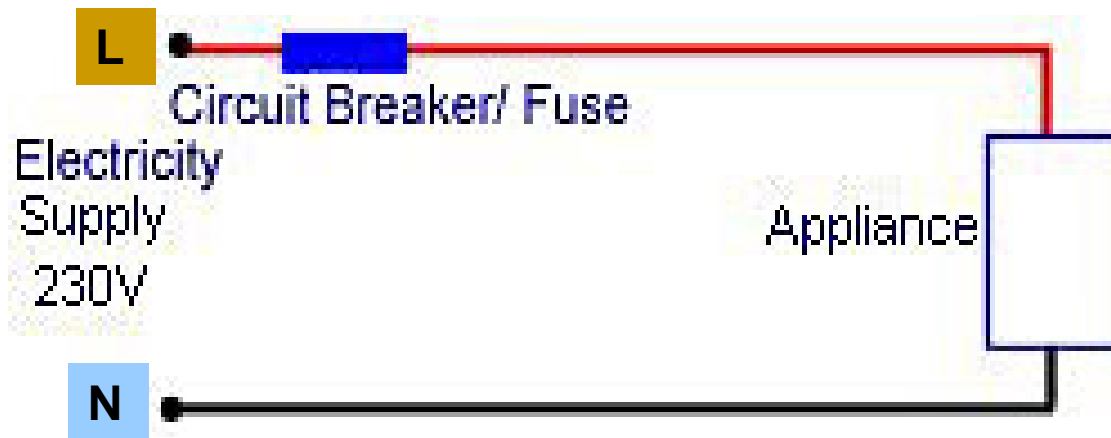 L
Circuit Breaker/ Fuse
Electricity
Supply
230V
Appliance
N